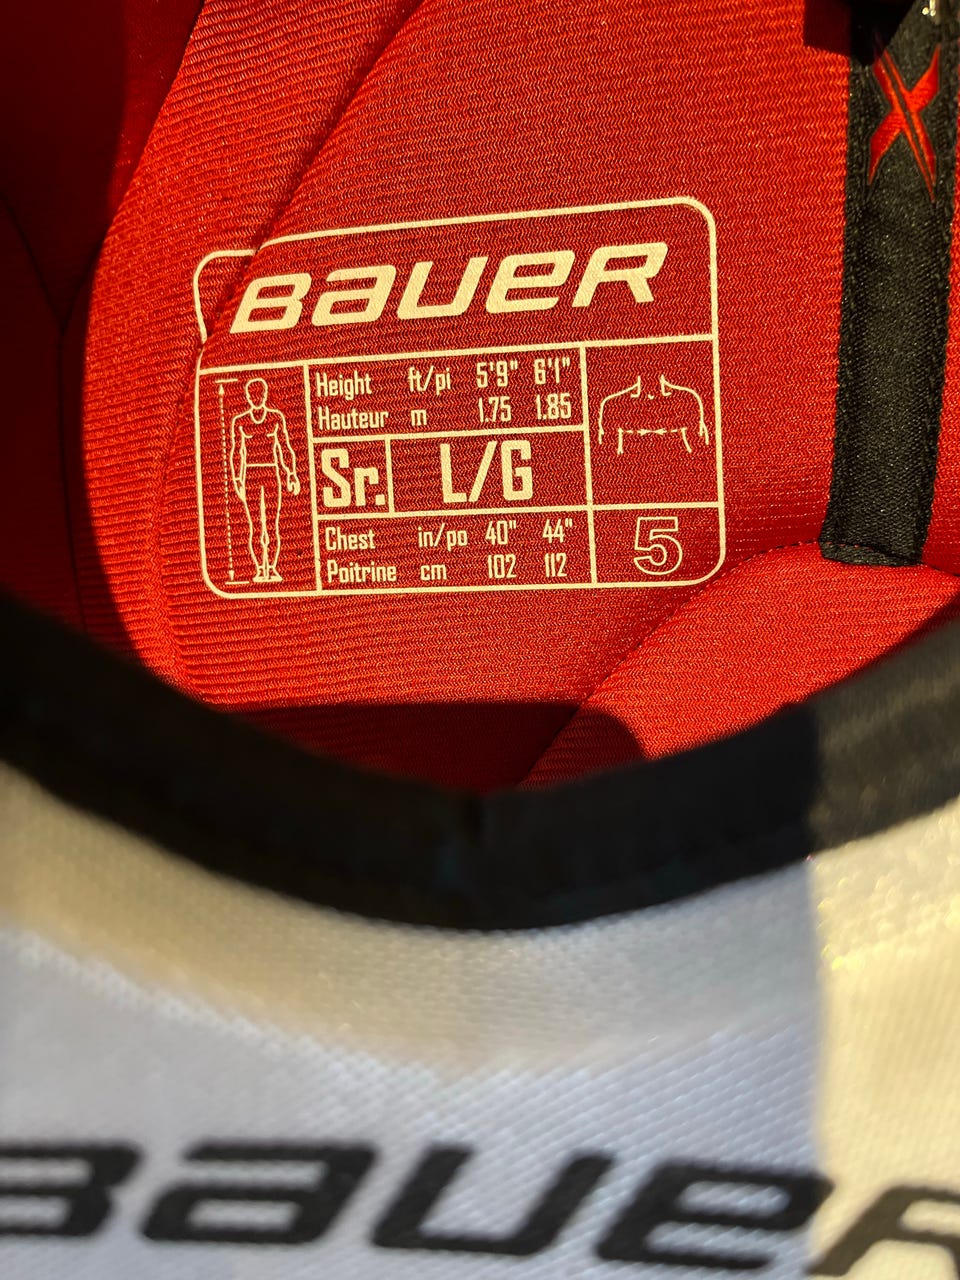 X
BAUER
Height ft/pi 5'9" 6'1"
Hauteur m 1.75 1.85
Sr. L/G
Chest in/po 40" 44"
Poitrine cm 102 112
5
BAUER